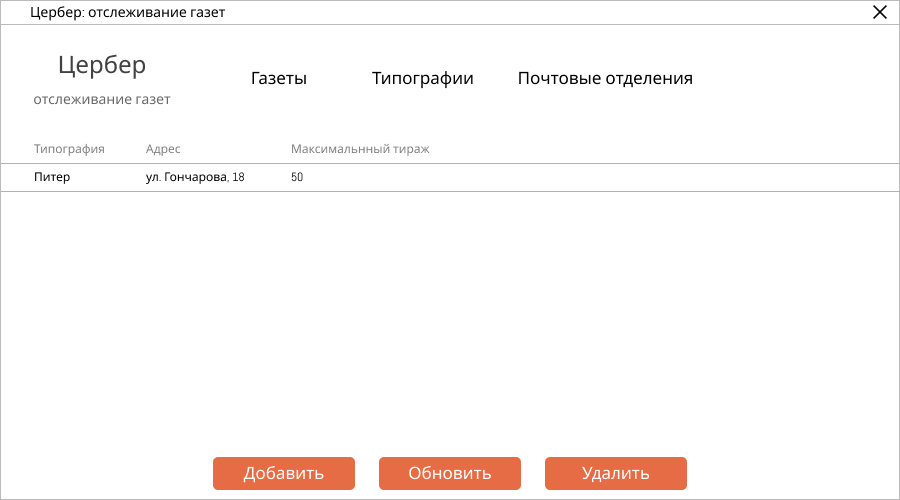 Цербер: отслеживание газет
Цербер
отслеживание газет
Газеты Типографии Почтовые отделения
Типография Адрес Максимальнный тираж
Питер ул. Гончарова, 18 50
Добавить Обновить Удалить